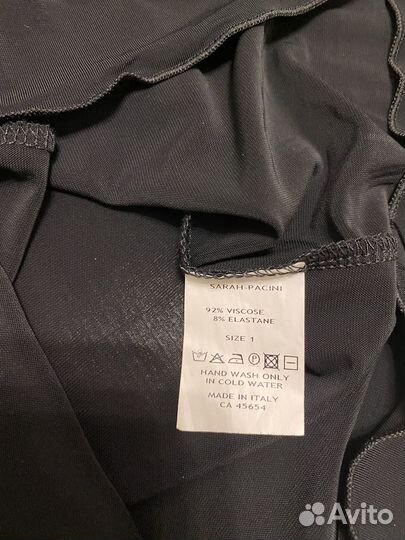 SARAH-PACINI
92% VISCOSE
8% ELASTANE
SIZE 1
HAND WASH ONLY
IN COLD WATER
MADE IN ITALY
CA 45654
Avito